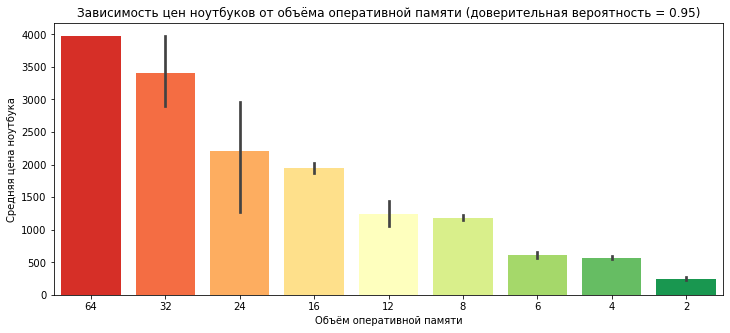 Зависимость цен ноутбуков от объёма оперативной памяти (доверительная вероятность = 0.95)
4000
3500
3000
2500
2000
1500
1000
500
0
Средняя цена ноутбука
64 32 24 16 12 8 6 4 2
Объём оперативной памяти